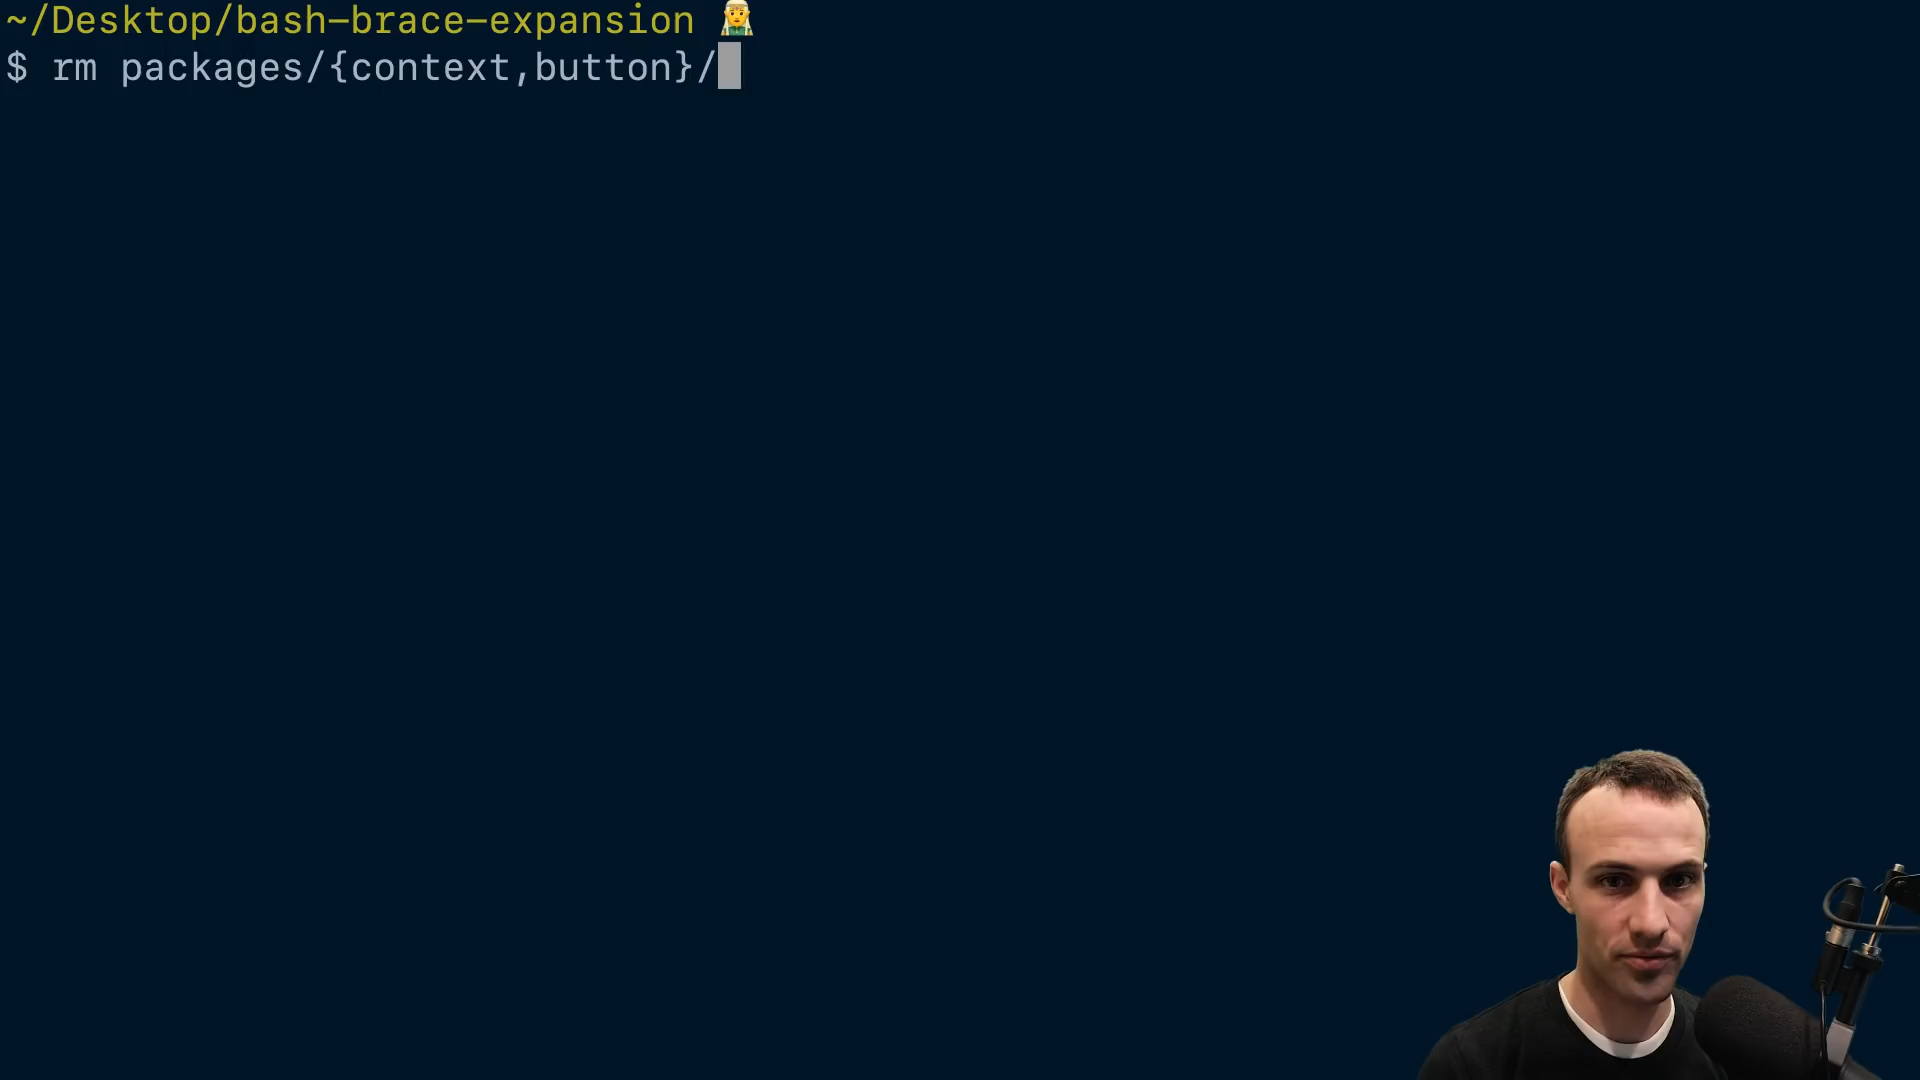 ~/Desktop/bash-brace-expansion 🧝
$ rm packages/{context,button}/